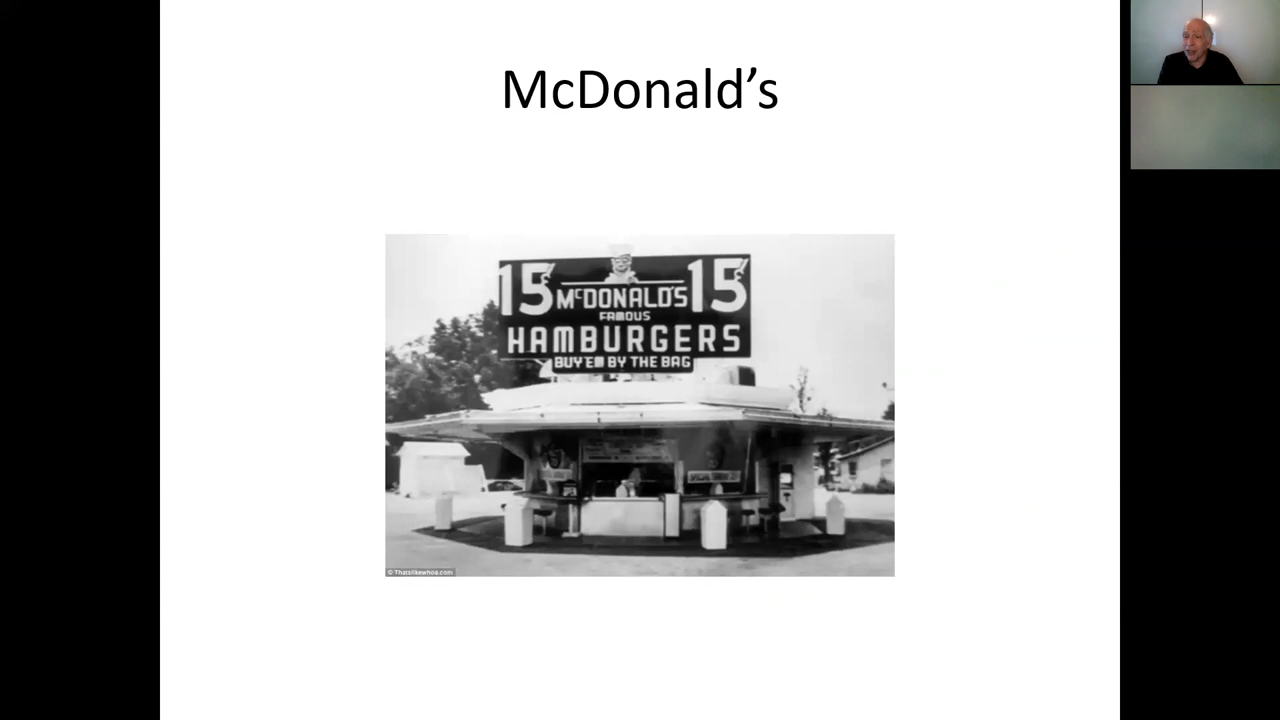 McDonald’s
15¢ McDONALD'S 15¢
FAMOUS
HAMBURGERS
BUY'EM BY THE BAG
© Thatslikewhoa.com